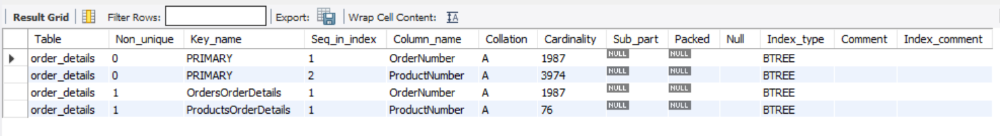 Result Grid Filter Rows: Export: Wrap Cell Content: IA
Table Non_unique Key_name Seq_in_index Column_name Collation Cardinality Sub_part Packed Null Index_type Comment Index_comment
order_details 0 PRIMARY 1 OrderNumber A 1987 NULL NULL BTREE
order_details 0 PRIMARY 2 ProductNumber A 3974 NULL NULL BTREE
order_details 1 OrdersOrderDetails 1 OrderNumber A 1987 NULL NULL BTREE
order_details 1 ProductsOrderDetails 1 ProductNumber A 76 NULL NULL BTREE